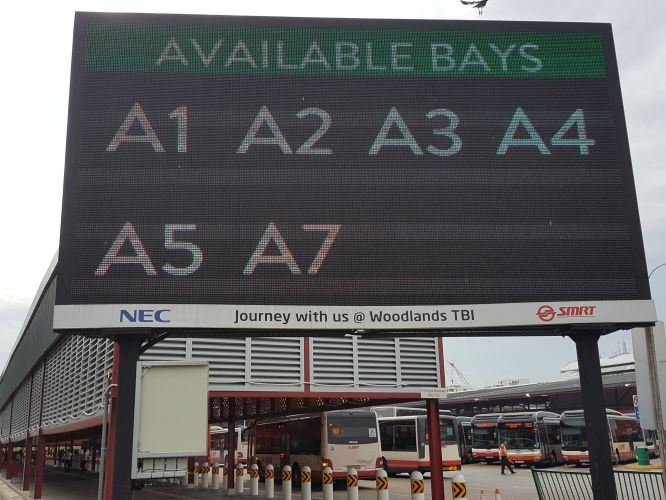 AVAILABLE BAYS
A1 A2 A3 A4
A5 A7
NEC Journey with us @ Woodlands TBI SMRT